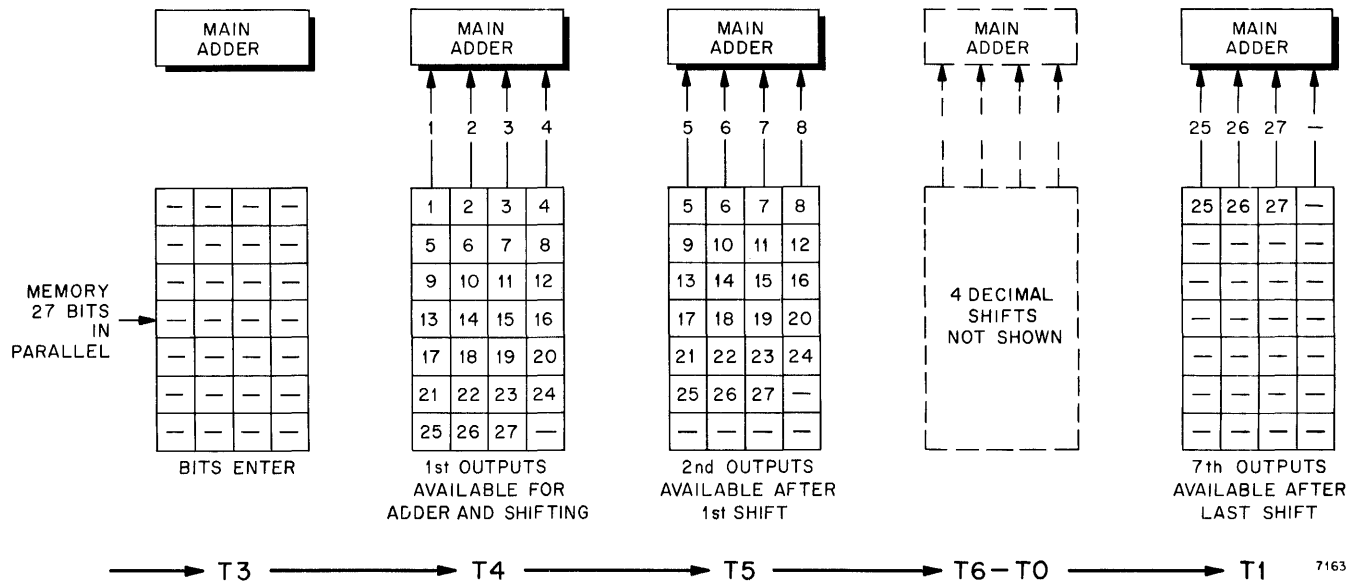 MAIN
ADDER
MAIN
ADDER
MAIN
ADDER
MAIN
ADDER
MAIN
ADDER
1 2 3 4
5 6 7 8
25 26 27 —
MEMORY
27 BITS
IN
PARALLEL
— — — —
— — — —
— — — —
— — — —
— — — —
— — — —
— — — —
BITS ENTER
1 2 3 4
5 6 7 8
9 10 11 12
13 14 15 16
17 18 19 20
21 22 23 24
25 26 27 —
1st OUTPUTS
AVAILABLE FOR
ADDER AND SHIFTING
5 6 7 8
9 10 11 12
13 14 15 16
17 18 19 20
21 22 23 24
25 26 27 —
— — — —
2nd OUTPUTS
AVAILABLE AFTER
1st SHIFT
4 DECIMAL
SHIFTS
NOT SHOWN
25 26 27 —
— — — —
— — — —
— — — —
— — — —
— — — —
— — — —
7th OUTPUTS
AVAILABLE AFTER
LAST SHIFT
T3 T4 T5 T6–T0 T1
7163